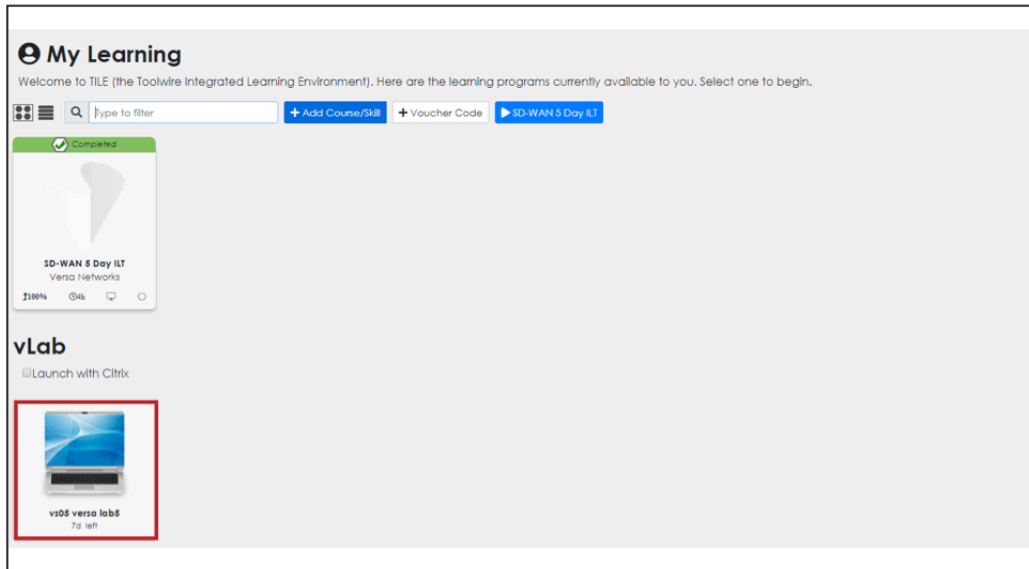 My Learning
Welcome to TILE (the Toolwire Integrated Learning Environment). Here are the learning programs currently available to you. Select one to begin.
Type to filter
+ Add Course/Skill
+ Voucher Code
SD-WAN 5 Day ILT
Completed
SD-WAN 5 Day ILT
Versa Networks
100% 4h
vLab
Launch with Citrix
vs05 versa lab5
7d left